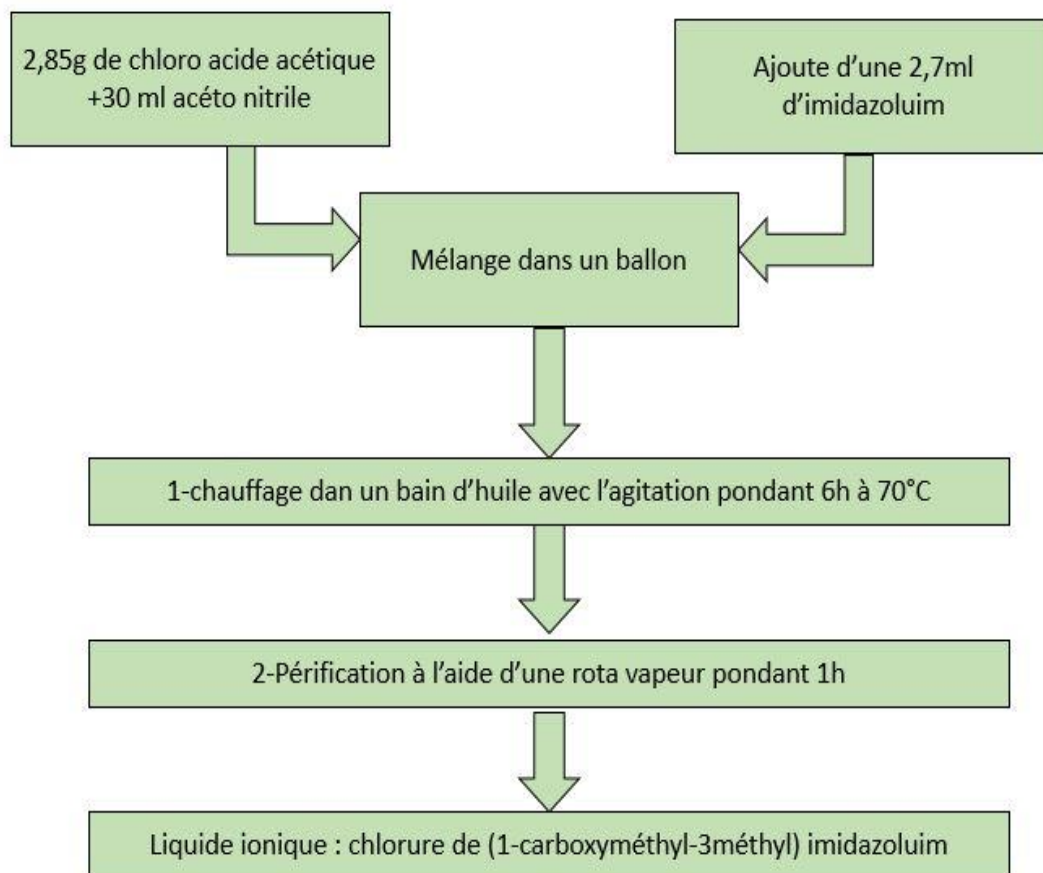 2,85g de chloro acide acétique
+30 ml acéto nitrile
Ajoute d’une 2,7ml
d’imidazoluim
Mélange dans un ballon
1-chauffage dan un bain d’huile avec l’agitation pondant 6h à 70°C
2-Pérification à l’aide d’une rota vapeur pondant 1h
Liquide ionique : chlorure de (1-carboxyméthyl-3méthyl) imidazoluim